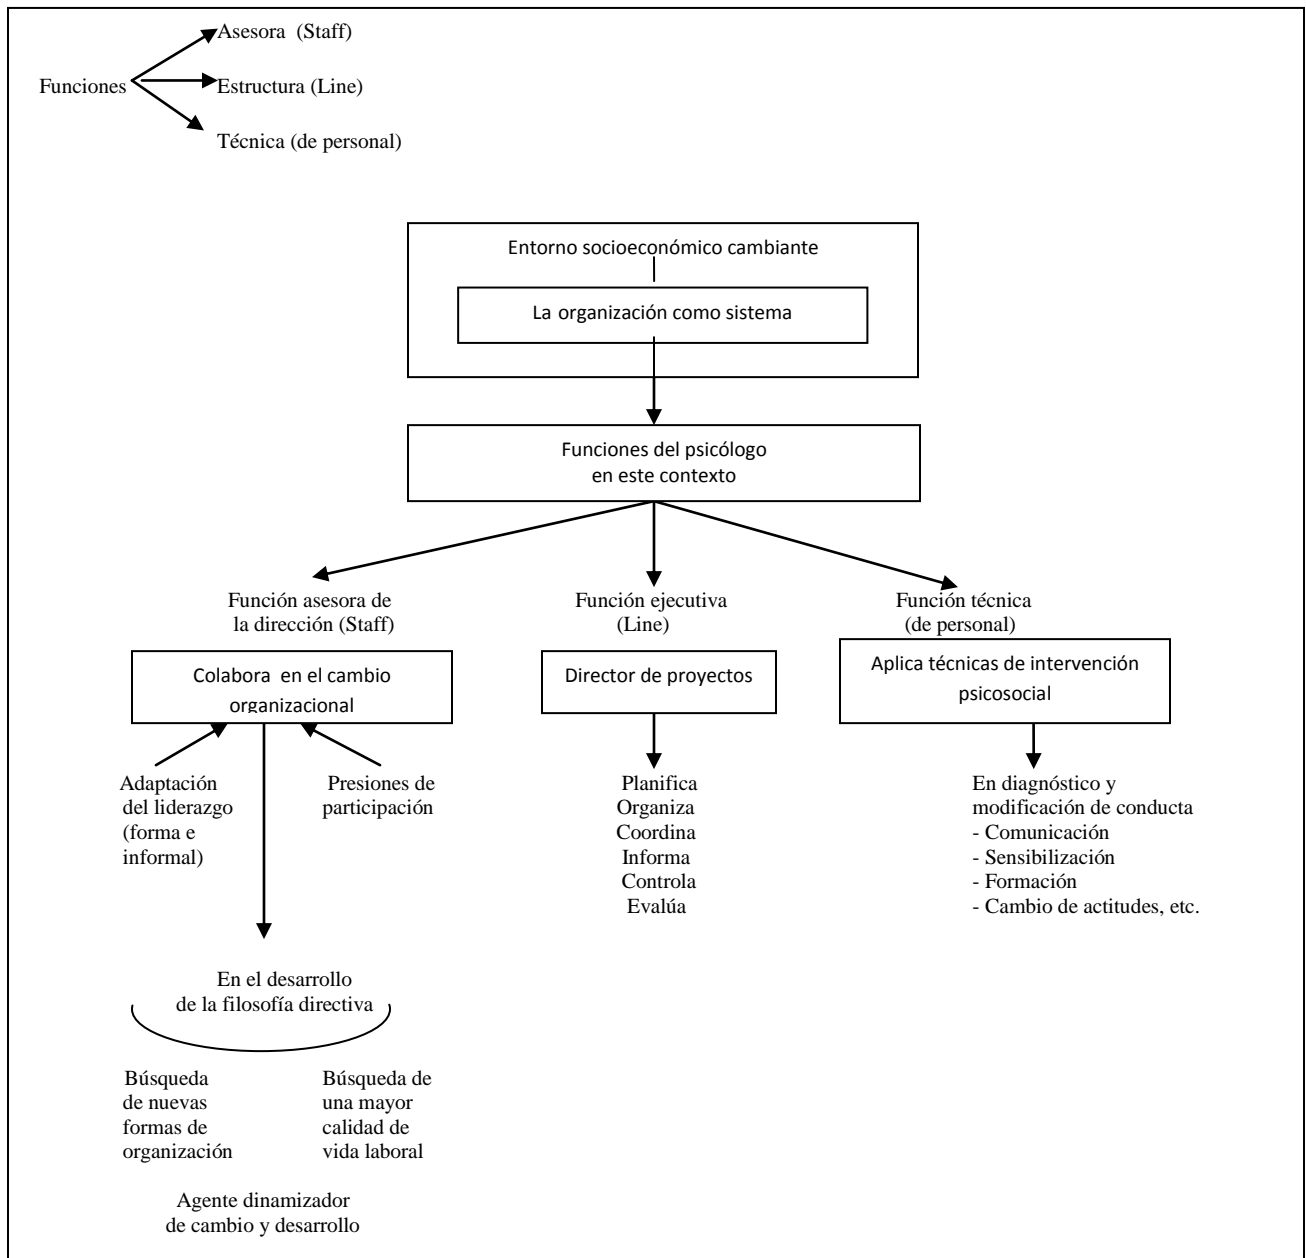 Asesora (Staff)
Funciones
Estructura (Line)
Técnica (de personal)
Entorno socioeconómico cambiante
La organización como sistema
Funciones del psicólogo
en este contexto
Función asesora de
la dirección (Staff)
Colabora en el cambio
organizacional
Adaptación
del liderazgo
(forma e
informal)
Presiones de
participación
En el desarrollo
de la filosofía directiva
Búsqueda
de nuevas
formas de
organización
Búsqueda de
una mayor
calidad de
vida laboral
Agente dinamizador
de cambio y desarrollo
Función ejecutiva
(Line)
Director de proyectos
Planifica
Organiza
Coordina
Informa
Controla
Evalúa
Función técnica
(de personal)
Aplica técnicas de intervención
psicosocial
En diagnóstico y
modificación de conducta
- Comunicación
- Sensibilización
- Formación
- Cambio de actitudes, etc.